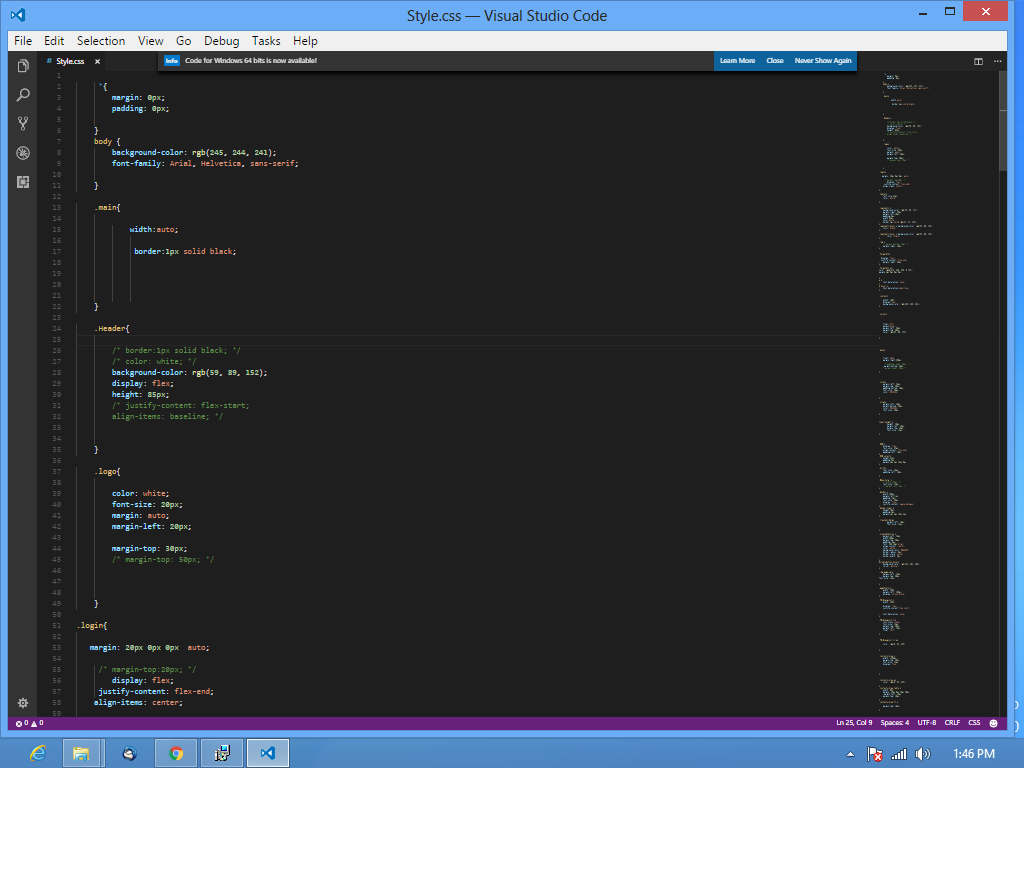 Style.css — Visual Studio Code
File Edit Selection View Go Debug Tasks Help
# Style.css ×
Info Code for Windows 64 bits is now available!
Learn More Close Never Show Again
1
2 *{
3 margin: 0px;
4 padding: 0px;
5
6 }
7 body {
8 background-color: rgb(245, 244, 241);
9 font-family: Arial, Helvetica, sans-serif;
10
11 }
12
13 .main{
14
15 width:auto;
16
17 border:1px solid black;
18
19
20
21
22 }
23
24 .Header{
25
26 /* border:1px solid black; */
27 /* color: white; */
28 background-color: rgb(59, 89, 152);
29 display: flex;
30 height: 85px;
31 /* justify-content: flex-start;
32 align-items: baseline; */
33
34
35 }
36
37 .logo{
38
39 color: white;
40 font-size: 20px;
41 margin: auto;
42 margin-left: 20px;
43
44 margin-top: 30px;
45 /* margin-top: 50px; */
46
47
48
49 }
50
51 .login{
52
53 margin: 20px 0px 0px auto;
54
55 /* margin-top:20px; */
56 display: flex;
57 justify-content: flex-end;
58 align-items: center;
59
0 0
Ln 25, Col 9 Spaces: 4 UTF-8 CRLF CSS
1:46 PM